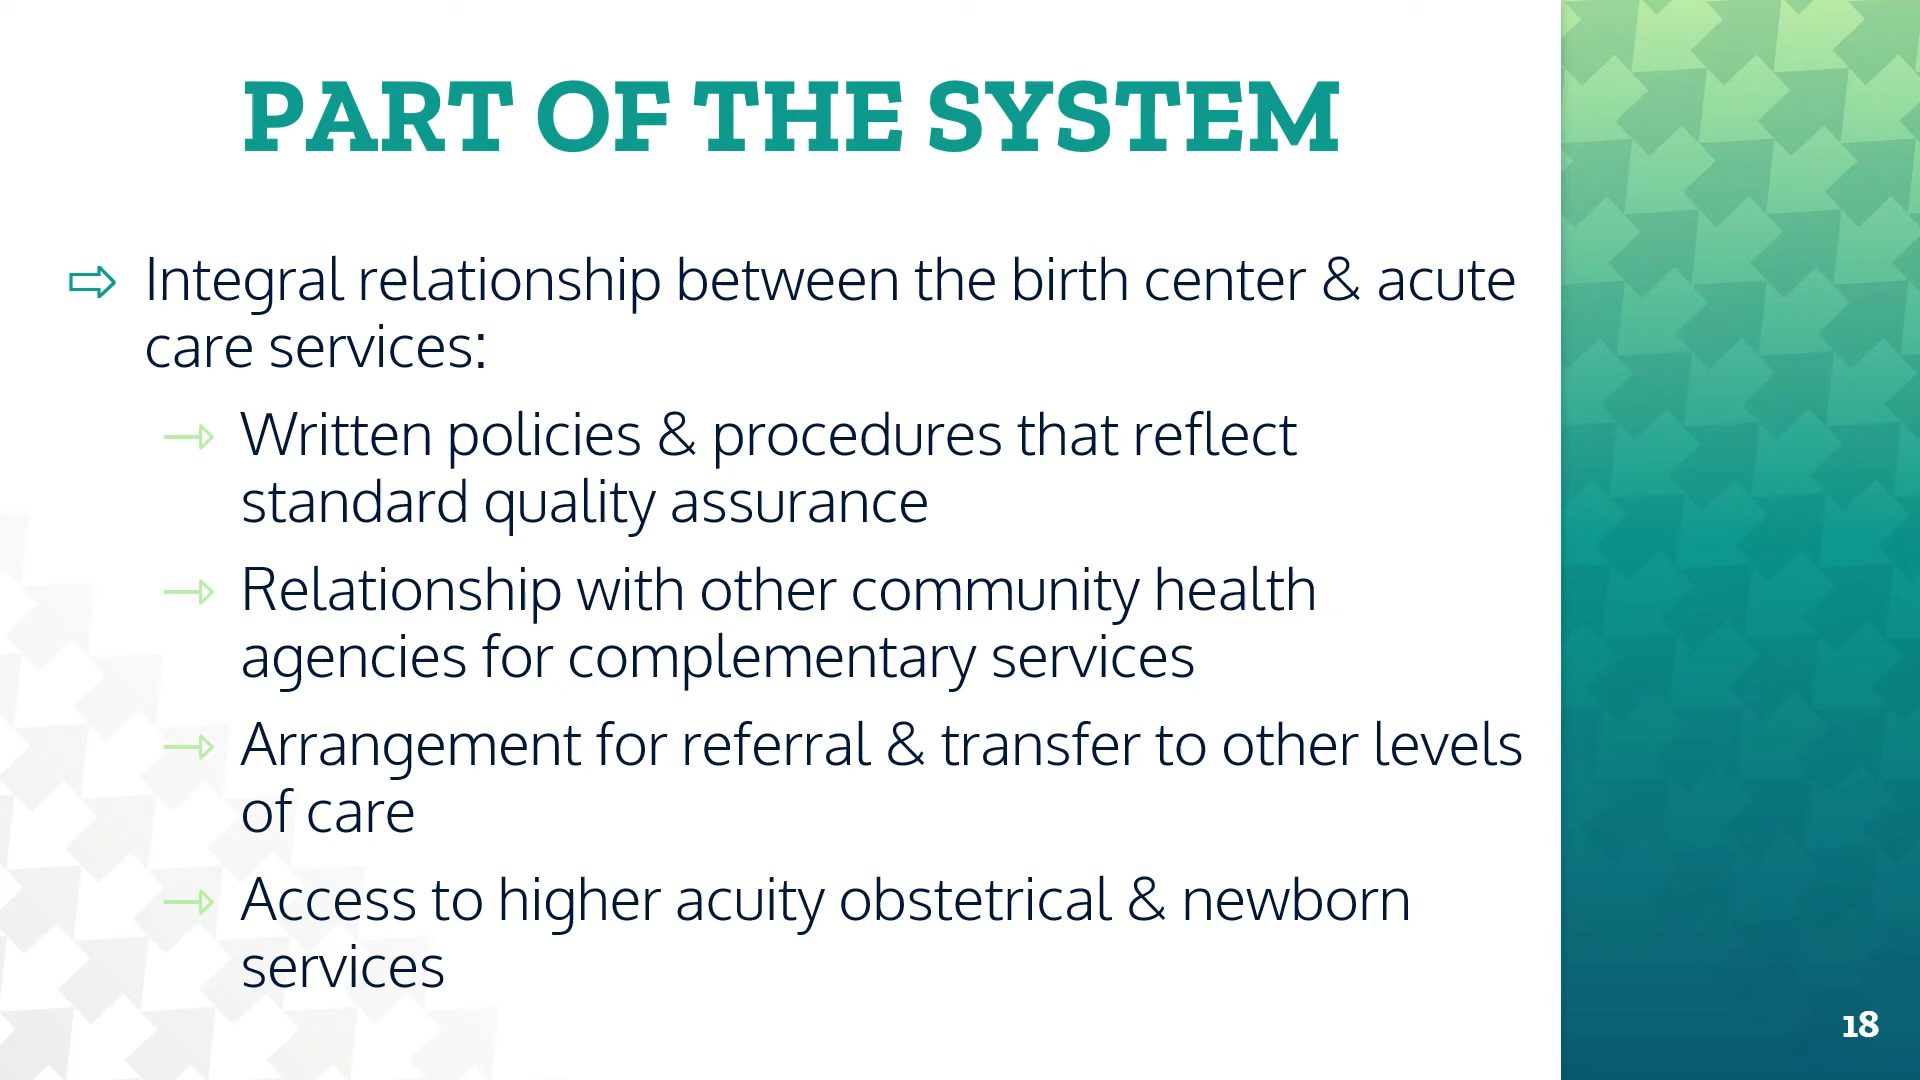 PART OF THE SYSTEM
⇨ Integral relationship between the birth center & acute
care services:
⇾ Written policies & procedures that reflect
standard quality assurance
⇾ Relationship with other community health
agencies for complementary services
⇾ Arrangement for referral & transfer to other levels
of care
⇾ Access to higher acuity obstetrical & newborn
services
18